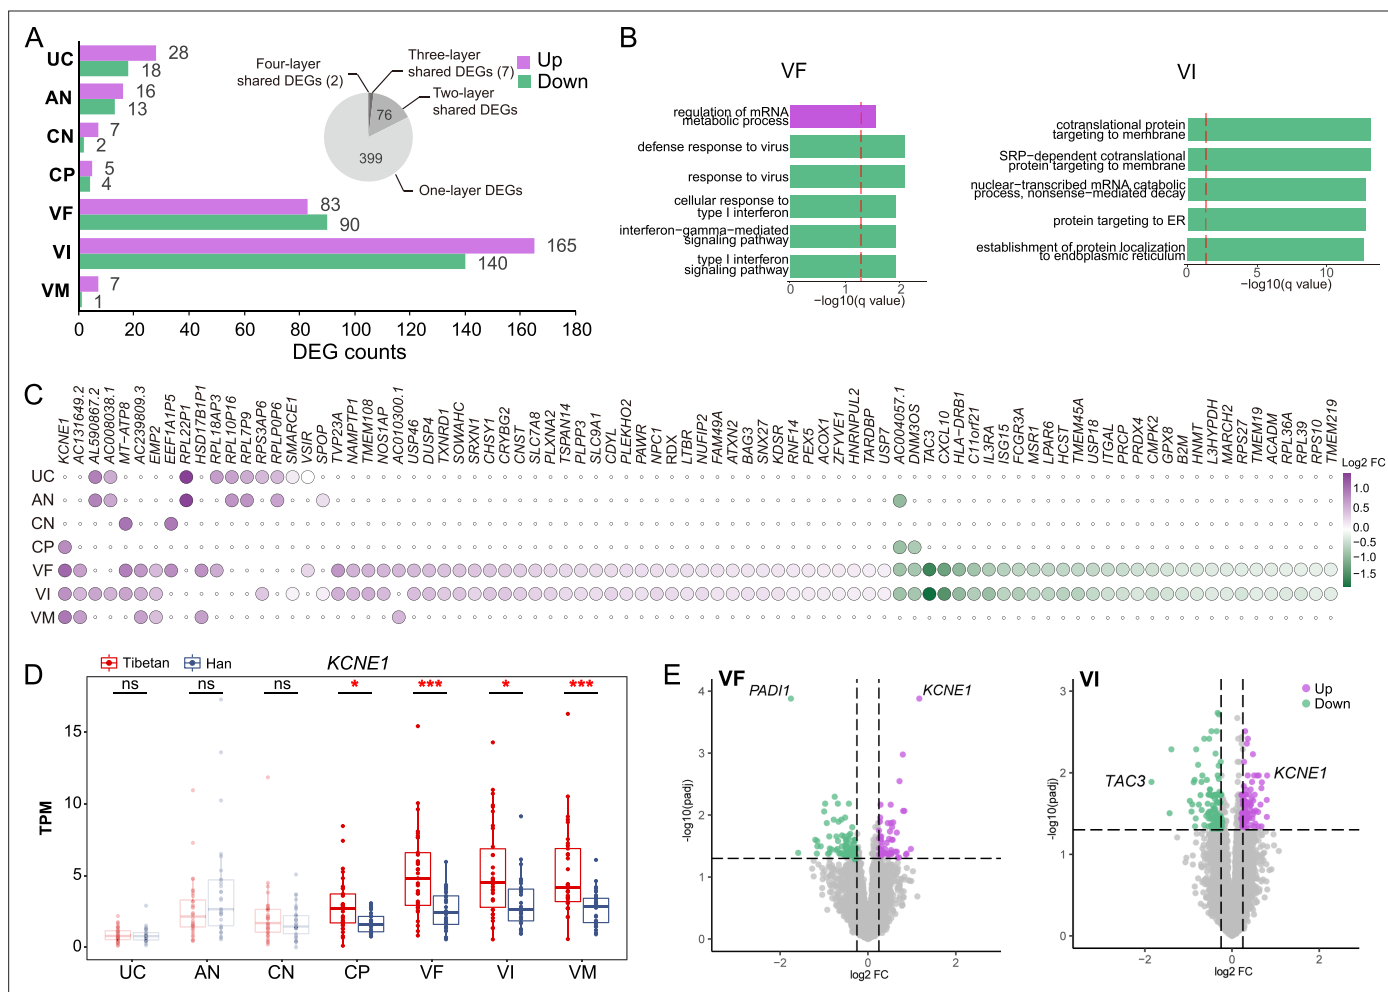 A
UC
AN
CN
CP
VF
VI
VM
28
18
16
13
7
2
5
4
83
90
165
140
7
1
0 20 40 60 80 100 120 140 160 180
DEG counts
Four-layer
shared DEGs (2)
Three-layer
shared DEGs (7)
Two-layer
shared DEGs
76
399
One-layer DEGs
Up
Down
B
VF
regulation of mRNA
metabolic process
defense response to virus
response to virus
cellular response to
type I interferon
interferon-gamma-mediated
signaling pathway
type I interferon
signaling pathway
0 1 2
−log10(q value)
VI
cotranslational protein
targeting to membrane
SRP−dependent cotranslational
protein targeting to membrane
nuclear−transcribed mRNA catabolic
process, nonsense−mediated decay
protein targeting to ER
establishment of protein localization
to endoplasmic reticulum
0 5 10
−log10(q value)
C
KCNE1
AC131649.2
AL590867.2
AC008038.1
MT-ATP8
AC239809.3
EMP2
EEF1A1P5
RPL22P1
HSD17B1P1
RPL18AP3
RPL10P16
RPL7P9
RPS3AP6
RPLP0P6
SMARCE1
VSIR
SPOP
TVP23A
NAMPTP1
TMEM108
NOS1AP
AC010300.1
USP46
DUSP4
TXNRD1
SOWAHC
SRXN1
CHSY1
CRYBG2
CNST
SLC7A8
PLXNA2
TSPAN14
PLPP3
SLC9A1
CDYL
PLEKHO2
PAWR
NPC1
RDX
LTBR
NUFIP2
FAM49A
ATXN2
BAG3
SNX27
KDSR
RNF14
PEX5
ACOX1
ZFYVE1
HNRNPUL2
TARDBP
USP7
AC004057.1
DNM3OS
TAC3
CXCL10
HLA-DRB1
C11orf21
IL3RA
ISG15
FCGR3A
MSR1
LPAR6
HCST
TMEM45A
USP18
ITGAL
PRCP
PRDX4
CMPK2
GPX8
B2M
HNMT
L3HYPDH
MARCH2
RPS27
TMEM19
ACADM
RPL36A
RPL39
RPS10
TMEM219
UC
AN
CN
CP
VF
VI
VM
Log2 FC
1.0
0.5
0.0
−0.5
−1.0
−1.5
D
Tibetan
Han
KCNE1
ns ns ns * *** * ***
TPM
15
10
5
0
UC AN CN CP VF VI VM
E
VF
PADI1
KCNE1
-log10(padj)
4
3
2
1
0
-2 0 2
log2 FC
VI
Up
Down
TAC3
KCNE1
-log10(padj)
3
2
1
0
-2 0 2
log2 FC